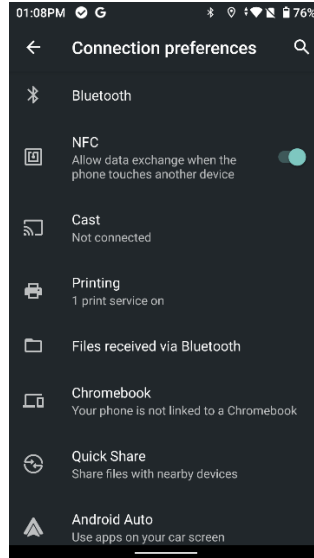 01:08PM G 76%
Connection preferences
Bluetooth
NFC
Allow data exchange when the
phone touches another device
Cast
Not connected
Printing
1 print service on
Files received via Bluetooth
Chromebook
Your phone is not linked to a Chromebook
Quick Share
Share files with nearby devices
Android Auto
Use apps on your car screen